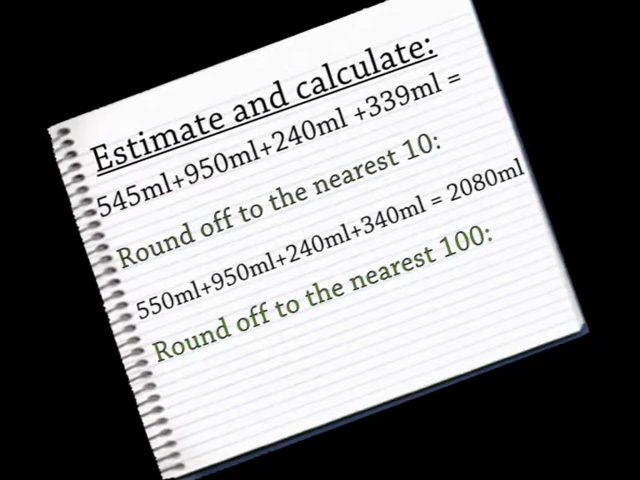 Estimate and calculate:
545ml+950ml+240ml +339ml =
Round off to the nearest 10:
550ml+950ml+240ml+340ml = 2080ml
Round off to the nearest 100: